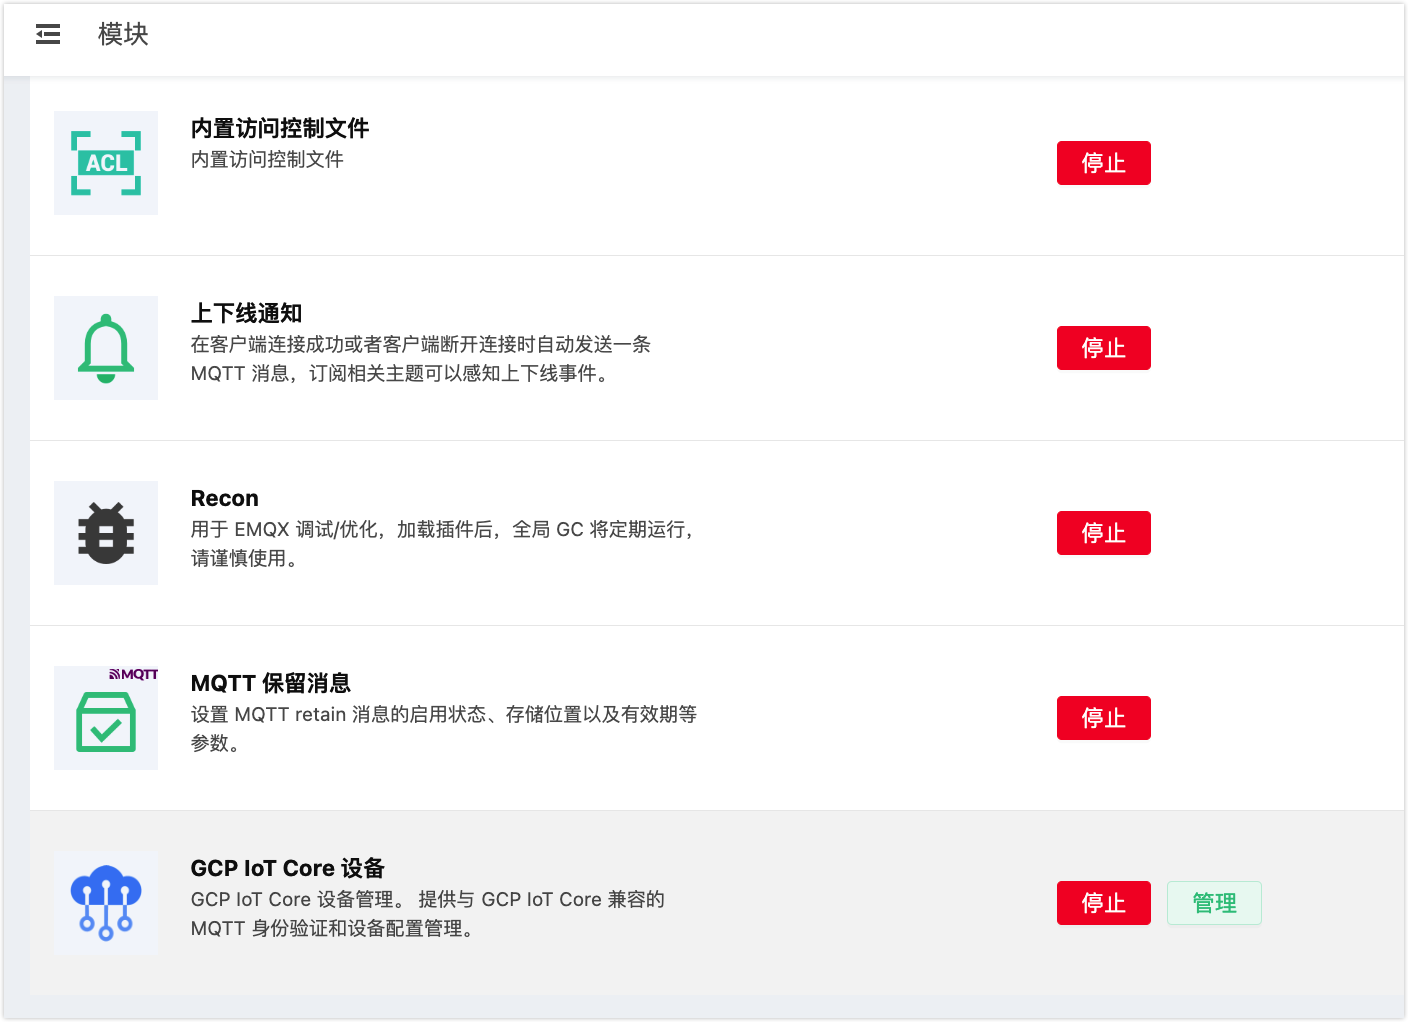 模块
ACL
内置访问控制文件
内置访问控制文件
停止
上下线通知
在客户端连接成功或者客户端断开连接时自动发送一条
MQTT 消息，订阅相关主题可以感知上下线事件。
停止
Recon
用于 EMQX 调试/优化，加载插件后，全局 GC 将定期运行，
请谨慎使用。
停止
MQTT
MQTT 保留消息
设置 MQTT retain 消息的启用状态、存储位置以及有效期等
参数。
停止
GCP IoT Core 设备
GCP IoT Core 设备管理。 提供与 GCP IoT Core 兼容的
MQTT 身份验证和设备配置管理。
停止
管理